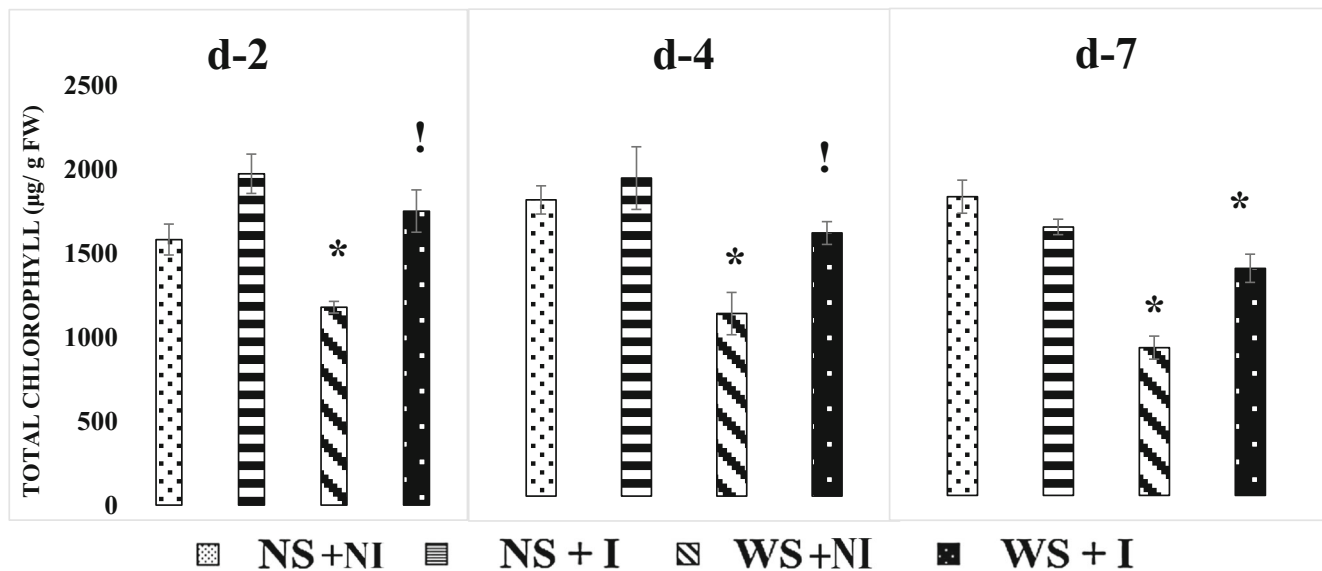 d-2 d-4 d-7
TOTAL CHLOROPHYLL (µg/ g FW)
2500
2000
1500
1000
500
0
! !
* * * *
NS +NI NS + I WS +NI WS + I